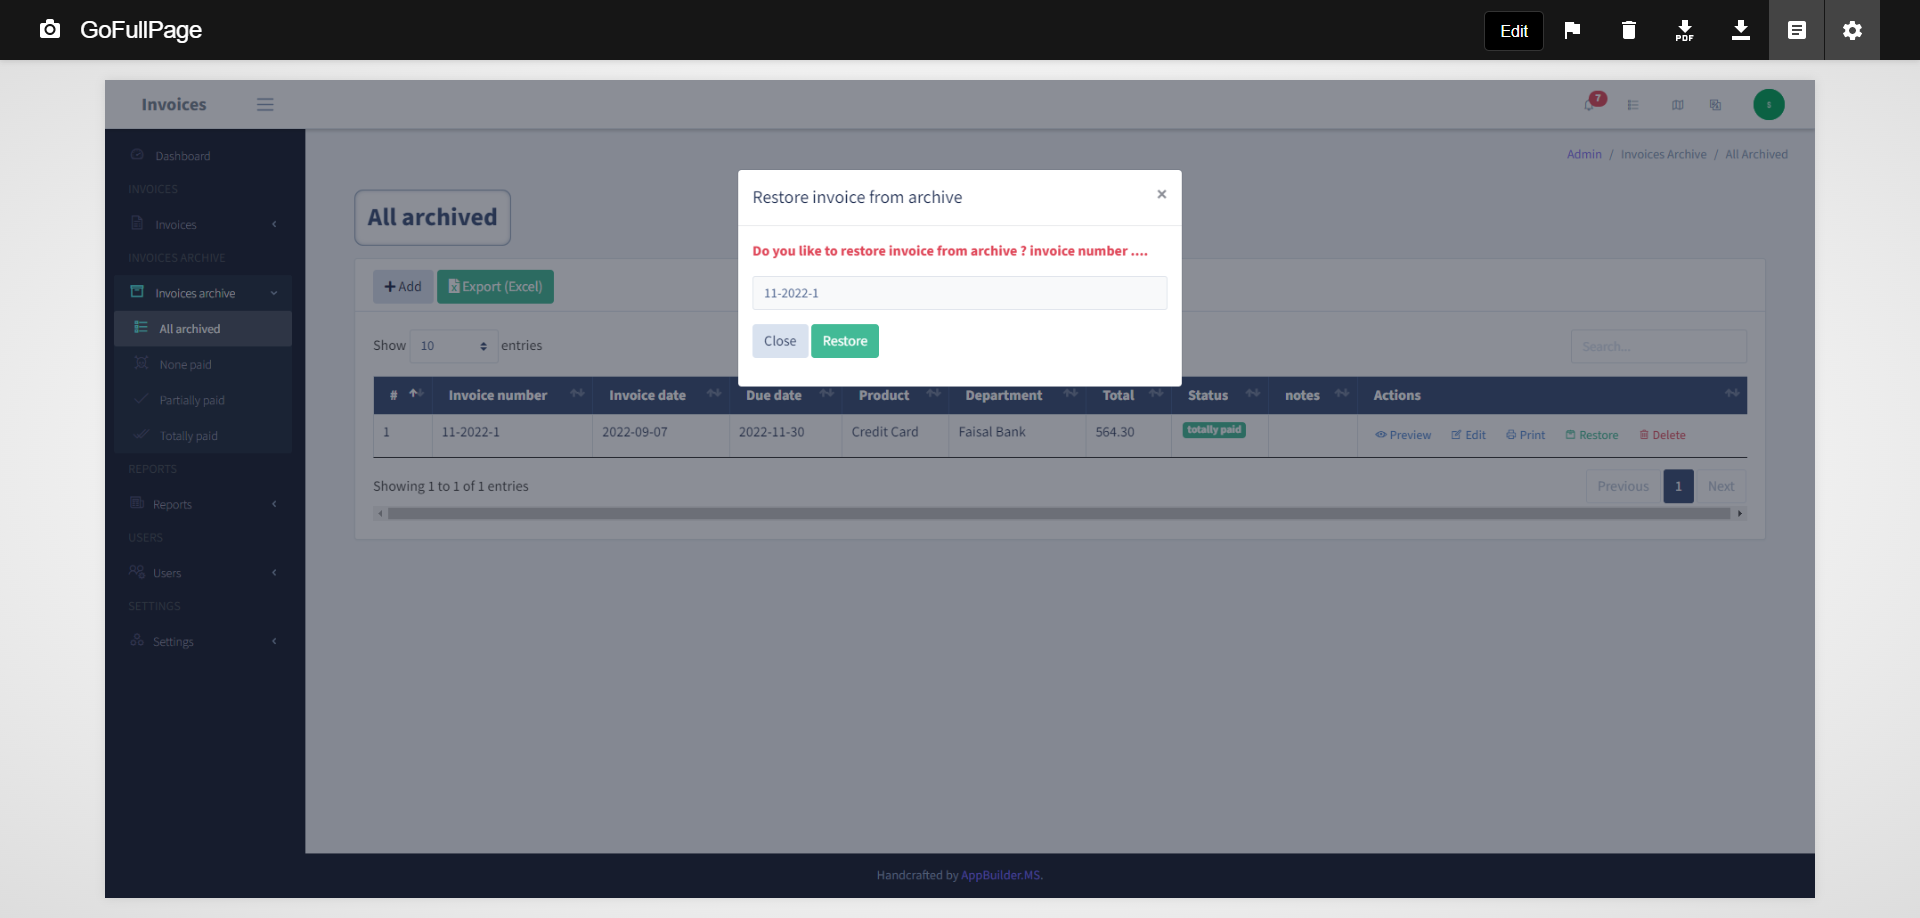 GoFullPage
Edit
PDF
Invoices
7
$
Dashboard
INVOICES
Invoices
INVOICES ARCHIVE
Invoices archive
All archived
None paid
Partially paid
Totally paid
REPORTS
Reports
USERS
Users
SETTINGS
Settings
Admin / Invoices Archive / All Archived
All archived
Add
Export (Excel)
Show 10 entries
Search...
Restore invoice from archive
×
Do you like to restore invoice from archive ? invoice number ....
11-2022-1
Close Restore
# Invoice number Invoice date Due date Product Department Total Status notes Actions
1 11-2022-1 2022-09-07 2022-11-30 Credit Card Faisal Bank 564.30 totally paid Preview Edit Print Restore Delete
Showing 1 to 1 of 1 entries
Previous 1 Next
Handcrafted by AppBuilder.MS.